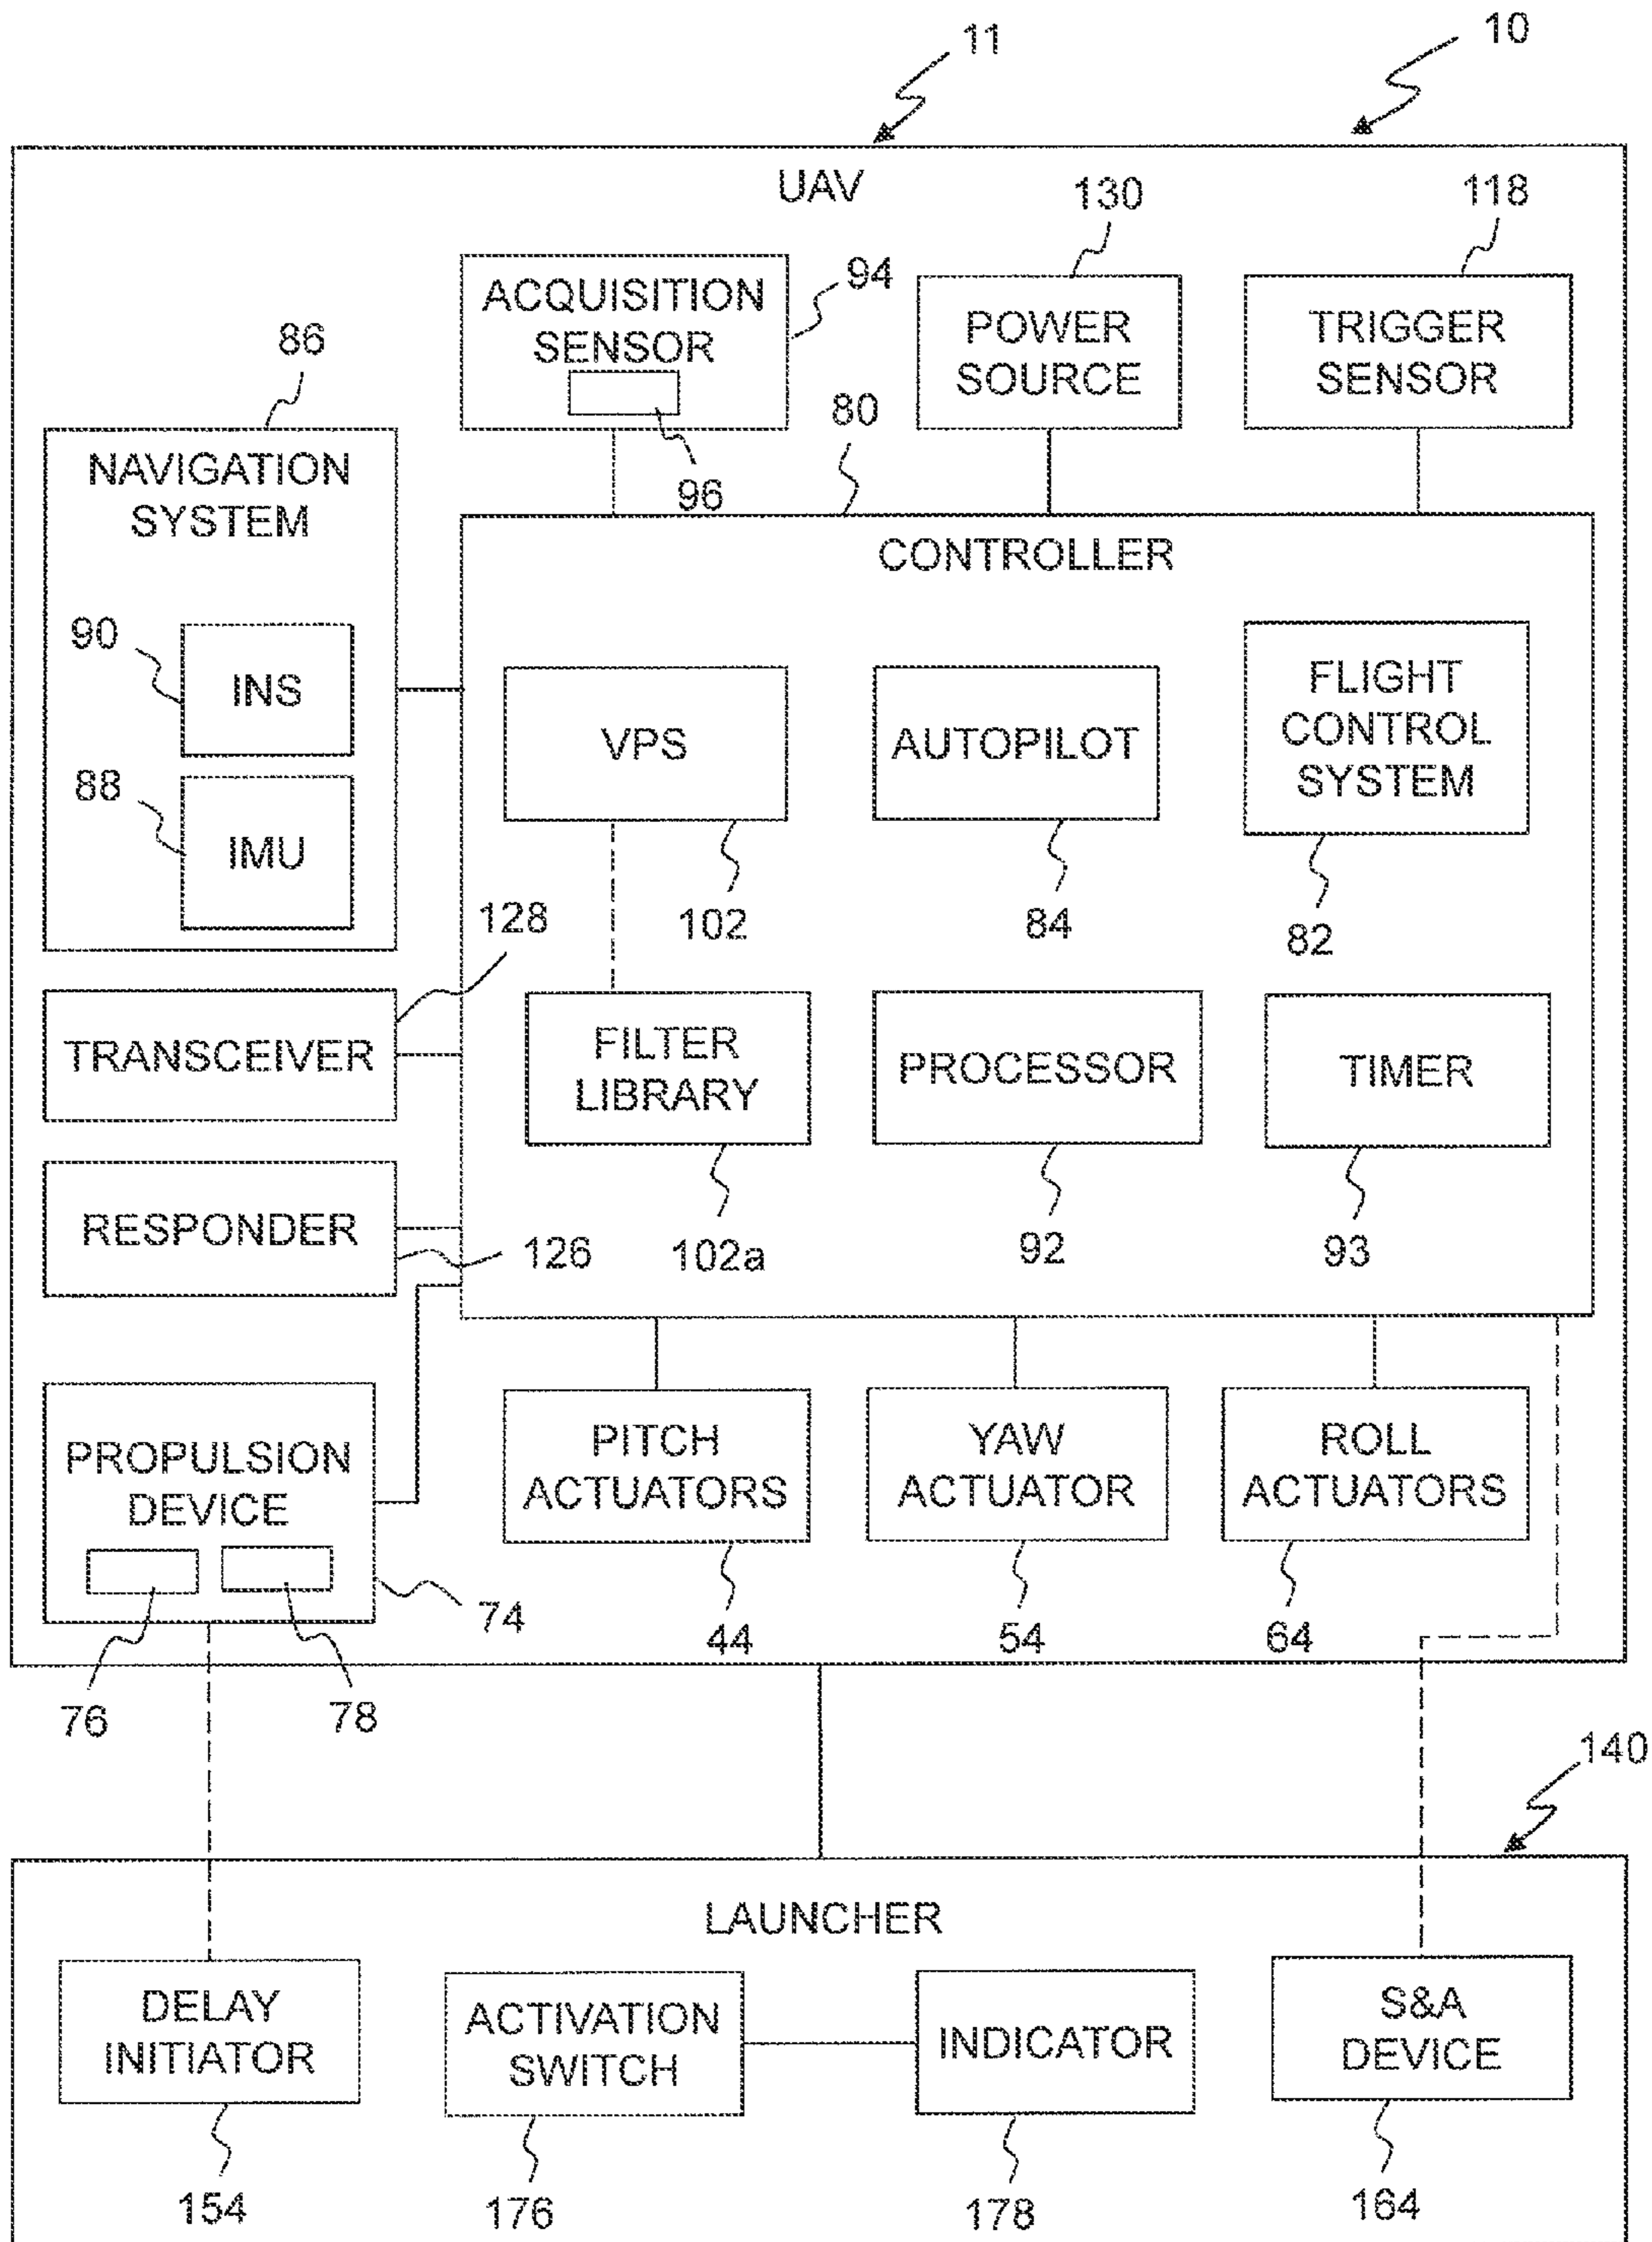 11
10
UAV
130
118
ACQUISITION
SENSOR
94
POWER
SOURCE
TRIGGER
SENSOR
86
80
96
NAVIGATION
SYSTEM
CONTROLLER
90
INS
88
IMU
VPS
AUTOPILOT
FLIGHT
CONTROL
SYSTEM
102
84
82
128
TRANSCEIVER
FILTER
LIBRARY
PROCESSOR
TIMER
RESPONDER
126
102a
92
93
PROPULSION
DEVICE
PITCH
ACTUATORS
YAW
ACTUATOR
ROLL
ACTUATORS
74
44
54
64
76
78
140
LAUNCHER
DELAY
INITIATOR
ACTIVATION
SWITCH
INDICATOR
S&A
DEVICE
154
176
178
164